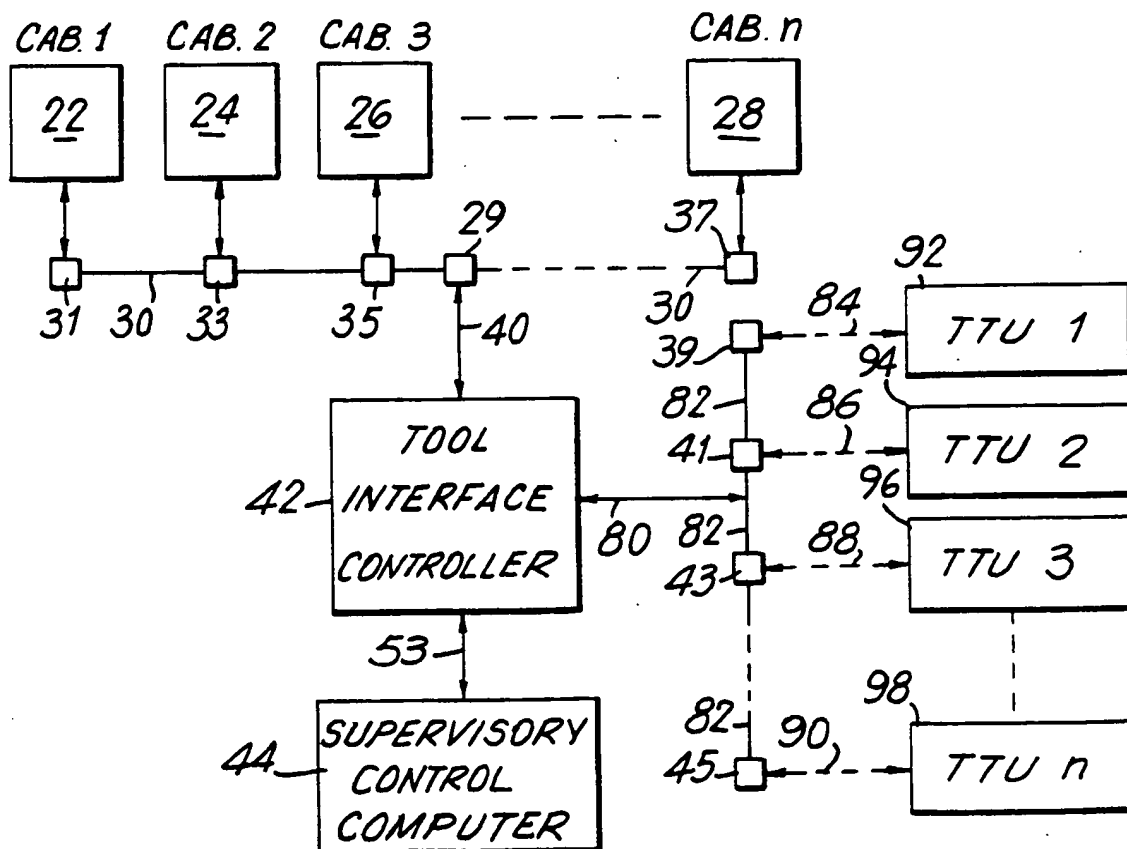 CAB. 1 CAB. 2 CAB. 3 CAB. n
22 24 26 28
29 37
31 30 33 35 40 30
92
84 TTU 1
39
94
82 86 TTU 2
41
96
TOOL
INTERFACE
CONTROLLER
42
80 82 88 TTU 3
43
53
98
82 90 TTU n
45
44
SUPERVISORY
CONTROL
COMPUTER